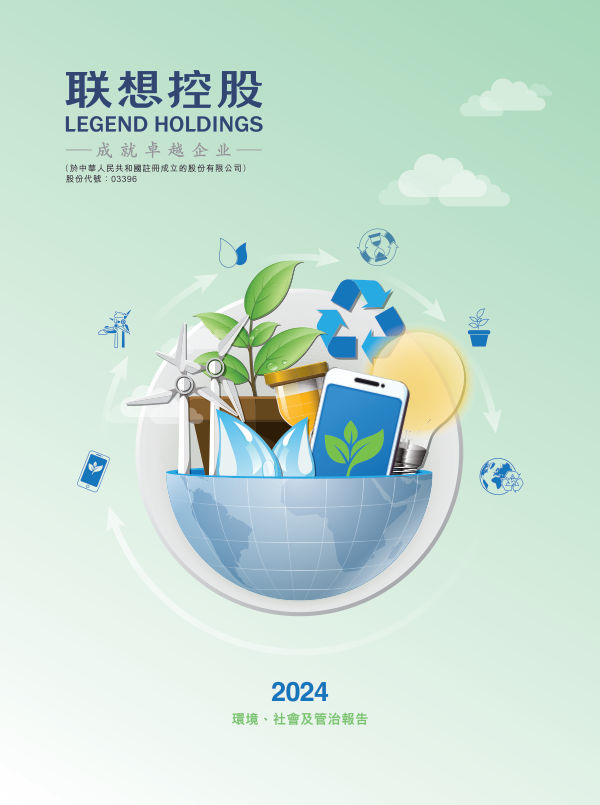 联想控股
LEGEND HOLDINGS
成就卓越企业
(於中華人民共和國註冊成立的股份有限公司)
股份代號：03396
2024
環境、社會及管治報告